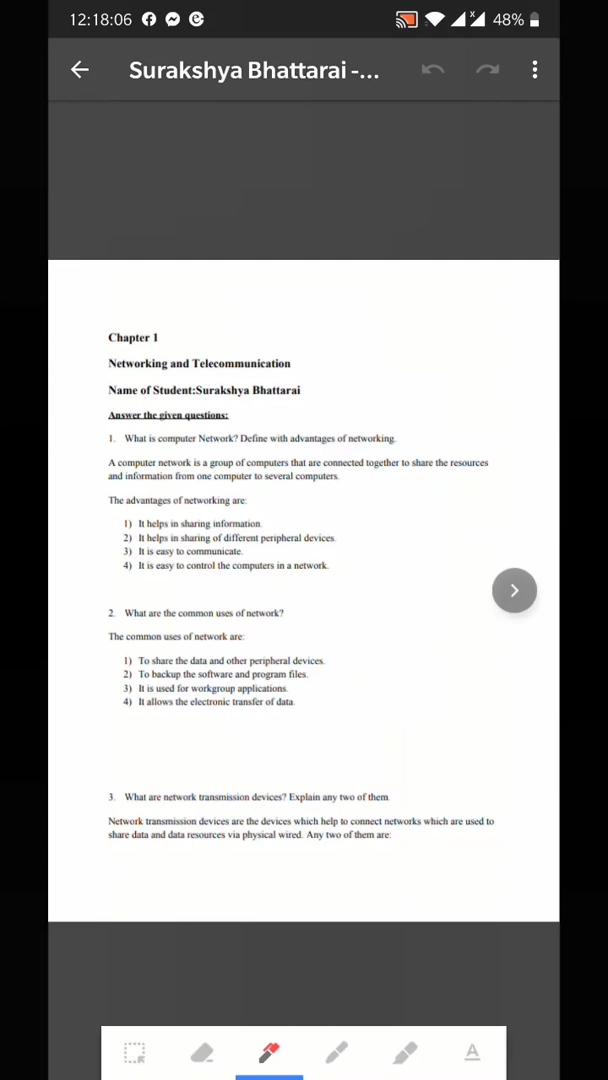 12:18:06 48%
Surakshya Bhattarai -...
Chapter 1
Networking and Telecommunication
Name of Student:Surakshya Bhattarai
Answer the given questions:
1. What is computer Network? Define with advantages of networking.
A computer network is a group of computers that are connected together to share the resources
and information from one computer to several computers.
The advantages of networking are:
1) It helps in sharing information.
2) It helps in sharing of different peripheral devices.
3) It is easy to communicate.
4) It is easy to control the computers in a network.
2. What are the common uses of network?
The common uses of network are:
1) To share the data and other peripheral devices.
2) To backup the software and program files.
3) It is used for workgroup applications.
4) It allows the electronic transfer of data.
3. What are network transmission devices? Explain any two of them.
Network transmission devices are the devices which help to connect networks which are used to
share data and data resources via physical wired. Any two of them are:
A